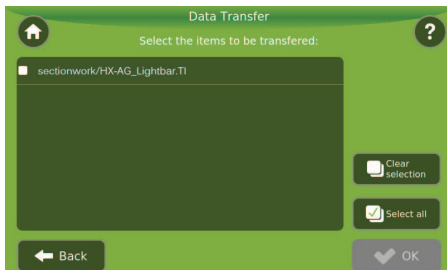 Data Transfer
Select the items to be transfered:
?
sectionwork/HX-AG_Lightbar.TI
Clear
selection
Select all
Back
OK